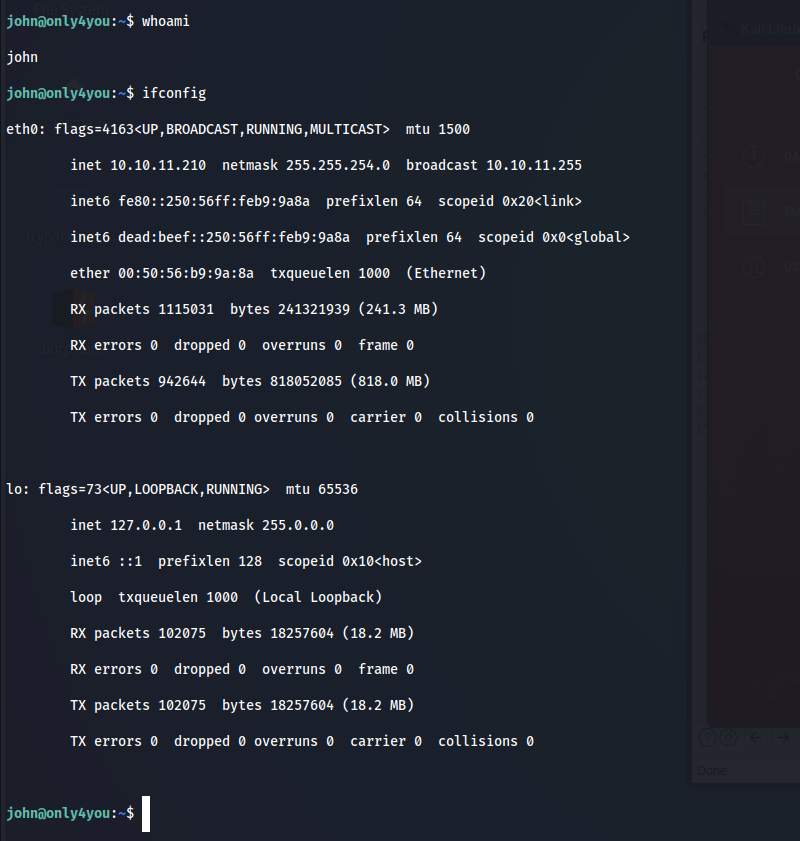 File System
john@only4you:~$ whoami
Kali Linu
john
john@only4you:~$ ifconfig
eth0: flags=4163<UP,BROADCAST,RUNNING,MULTICAST>  mtu 1500
inet 10.10.11.210  netmask 255.255.254.0  broadcast 10.10.11.255
inet6 fe80::250:56ff:feb9:9a8a  prefixlen 64  scopeid 0x20<link>
inet6 dead:beef::250:56ff:feb9:9a8a  prefixlen 64  scopeid 0x0<global>
ether 00:50:56:b9:9a:8a  txqueuelen 1000  (Ethernet)
RX packets 1115031  bytes 241321939 (241.3 MB)
RX errors 0  dropped 0  overruns 0  frame 0
TX packets 942644  bytes 818052085 (818.0 MB)
TX errors 0  dropped 0 overruns 0  carrier 0  collisions 0
lo: flags=73<UP,LOOPBACK,RUNNING>  mtu 65536
inet 127.0.0.1  netmask 255.0.0.0
inet6 ::1  prefixlen 128  scopeid 0x10<host>
loop  txqueuelen 1000  (Local Loopback)
RX packets 102075  bytes 18257604 (18.2 MB)
RX errors 0  dropped 0  overruns 0  frame 0
TX packets 102075  bytes 18257604 (18.2 MB)
TX errors 0  dropped 0 overruns 0  carrier 0  collisions 0
Done
john@only4you:~$